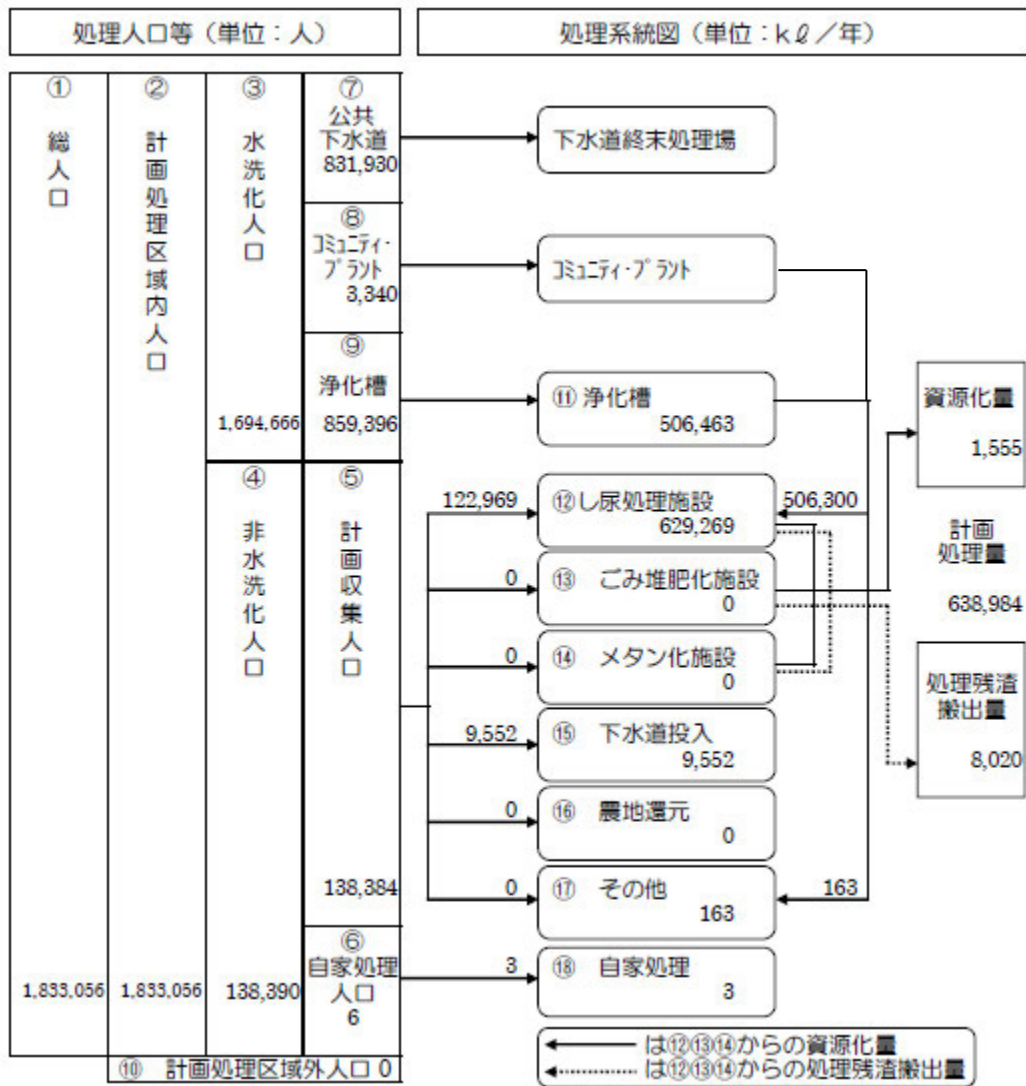 処理人口等(単位:人)
処理系統図(単位:kℓ/年)
①
総人口
1,833,056
②
計画処理区域内人口
1,833,056
③
水洗化人口
1,694,666
④
非水洗化人口
138,390
⑦
公共
下水道
831,930
⑧
コミュニティ・
プラント
3,340
⑨
浄化槽
859,396
⑤
計画収集人口
138,384
⑥
自家処理
人口
6
⑩ 計画処理区域外人口 0
下水道終末処理場
コミュニティ・プラント
⑪ 浄化槽
506,463
122,969
⑫し尿処理施設
629,269
506,300
0
⑬ ごみ堆肥化施設
0
0
⑭ メタン化施設
0
9,552
⑮ 下水道投入
9,552
0
⑯ 農地還元
0
0
⑰ その他
163
163
3
⑱ 自家処理
3
資源化量
1,555
計画
処理量
638,984
処理残渣
搬出量
8,020
は⑫⑬⑭からの資源化量
は⑫⑬⑭からの処理残渣搬出量